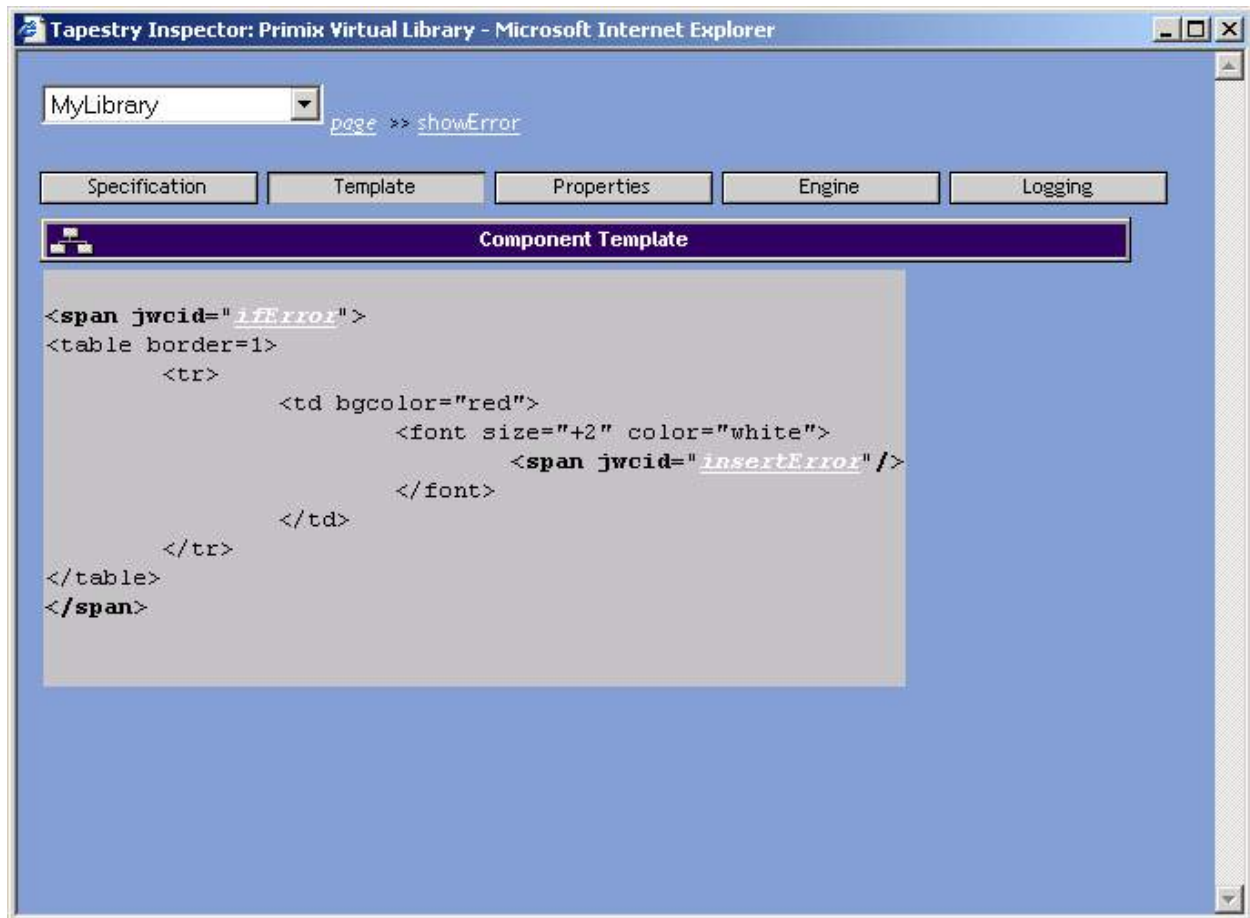 Tapestry Inspector: Primix Virtual Library - Microsoft Internet Explorer
MyLibrary
page >> showError
Specification Template Properties Engine Logging
Component Template
<span jwcid="ifError">
<table border=1>
<tr>
<td bgcolor="red">
<font size="+2" color="white">
<span jwcid="insertError"/>
</font>
</td>
</tr>
</table>
</span>